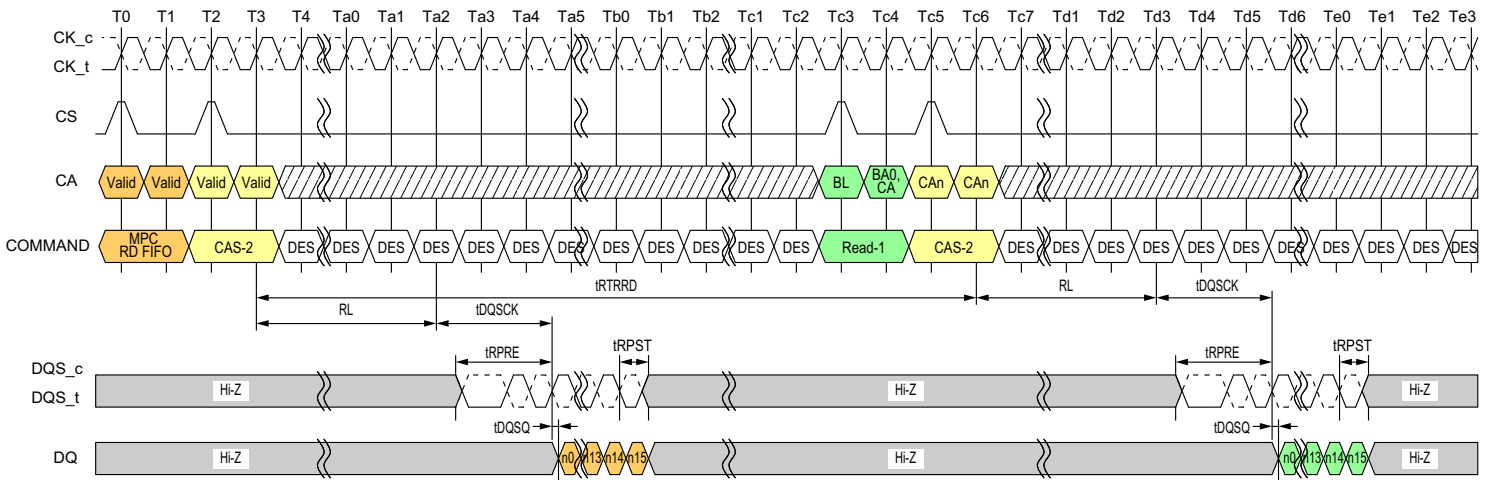 T0 T1 T2 T3 T4 Ta0 Ta1 Ta2 Ta3 Ta4 Ta5 Tb0 Tb1 Tb2 Tc1 Tc2 Tc3 Tc4 Tc5 Tc6 Tc7 Td1 Td2 Td3 Td4 Td5 Td6 Te0 Te1 Te2 Te3
CK_c
CK_t
CS
CA Valid Valid Valid Valid BL BA0, CA CAn CAn
COMMAND MPC RD FIFO CAS-2 DES DES DES DES DES DES DES DES DES DES DES DES Read-1 CAS-2 DES DES DES DES DES DES DES DES DES DES DES
tRTRRD
RL tDQSCK RL tDQSCK
tRPRE tRPST tRPRE tRPST
DQS_c
DQS_t Hi-Z Hi-Z Hi-Z
tDQSQ tDQSQ
DQ Hi-Z n0 n13 n14 n15 Hi-Z n0 n13 n14 n15 Hi-Z